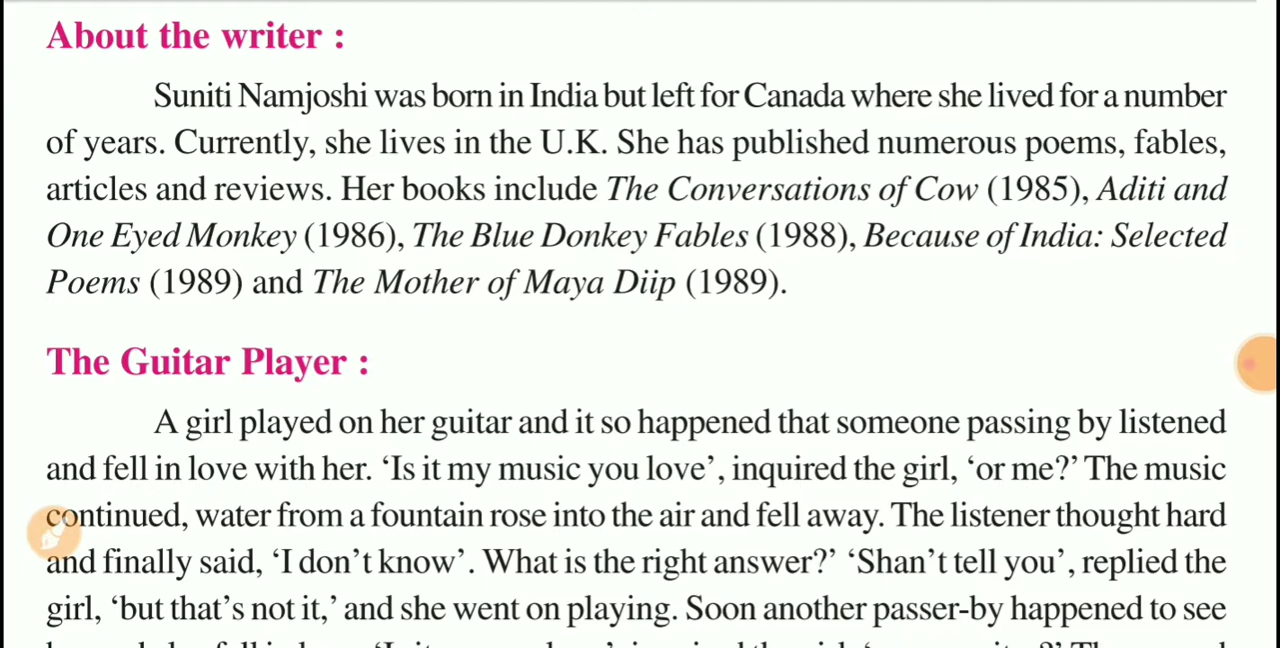 About the writer :
Suniti Namjoshi was born in India but left for Canada where she lived for a number
of years. Currently, she lives in the U.K. She has published numerous poems, fables,
articles and reviews. Her books include The Conversations of Cow (1985), Aditi and
One Eyed Monkey (1986), The Blue Donkey Fables (1988), Because of India: Selected
Poems (1989) and The Mother of Maya Diip (1989).
The Guitar Player :
A girl played on her guitar and it so happened that someone passing by listened
and fell in love with her. ‘Is it my music you love’, inquired the girl, ‘or me?’ The music
continued, water from a fountain rose into the air and fell away. The listener thought hard
and finally said, ‘I don’t know’. What is the right answer?’ ‘Shan’t tell you’, replied the
girl, ‘but that’s not it,’ and she went on playing. Soon another passer-by happened to see